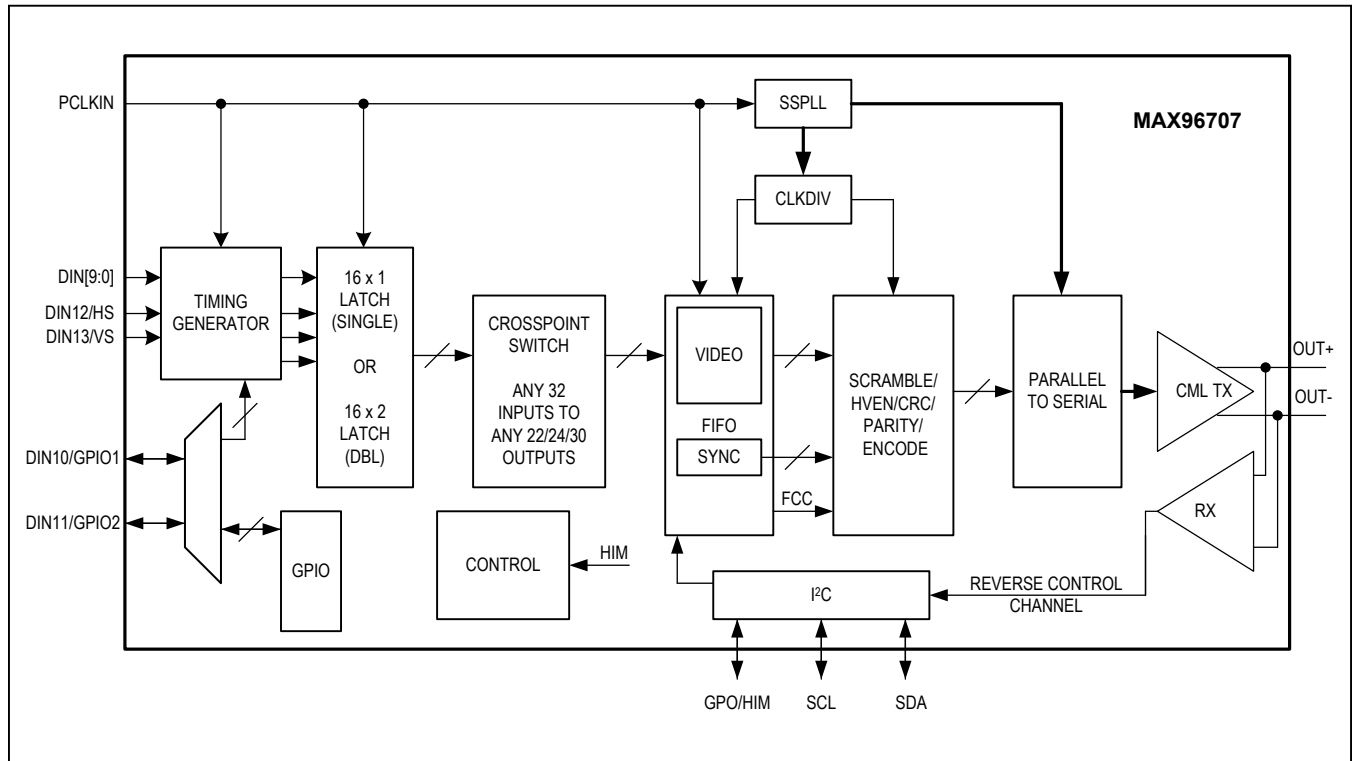 PCLKIN
SSPLL
MAX96707
CLKDIV
DIN[9:0]
DIN12/HS
DIN13/VS
TIMING
GENERATOR
16 x 1
LATCH
(SINGLE)
OR
16 x 2
LATCH
(DBL)
CROSSPOINT
SWITCH
ANY 32
INPUTS TO
ANY 22/24/30
OUTPUTS
VIDEO
FIFO
SYNC
FCC
SCRAMBLE/
HVEN/CRC/
PARITY/
ENCODE
PARALLEL
TO SERIAL
CML TX
OUT+
OUT-
RX
DIN10/GPIO1
DIN11/GPIO2
GPIO
CONTROL
HIM
I²C
REVERSE CONTROL
CHANNEL
GPO/HIM
SCL
SDA